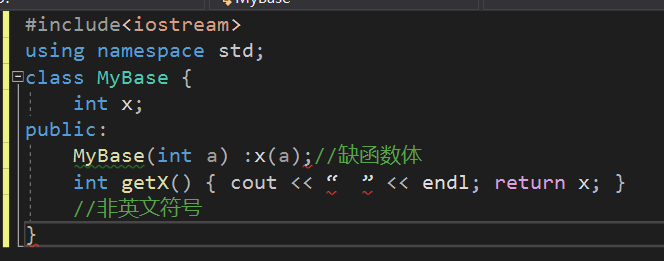 MyBase
#include<iostream>
using namespace std;
class MyBase {
int x;
public:
MyBase(int a) :x(a);//缺函数体
int getX() { cout << “  ” << endl; return x; }
//非英文符号
}